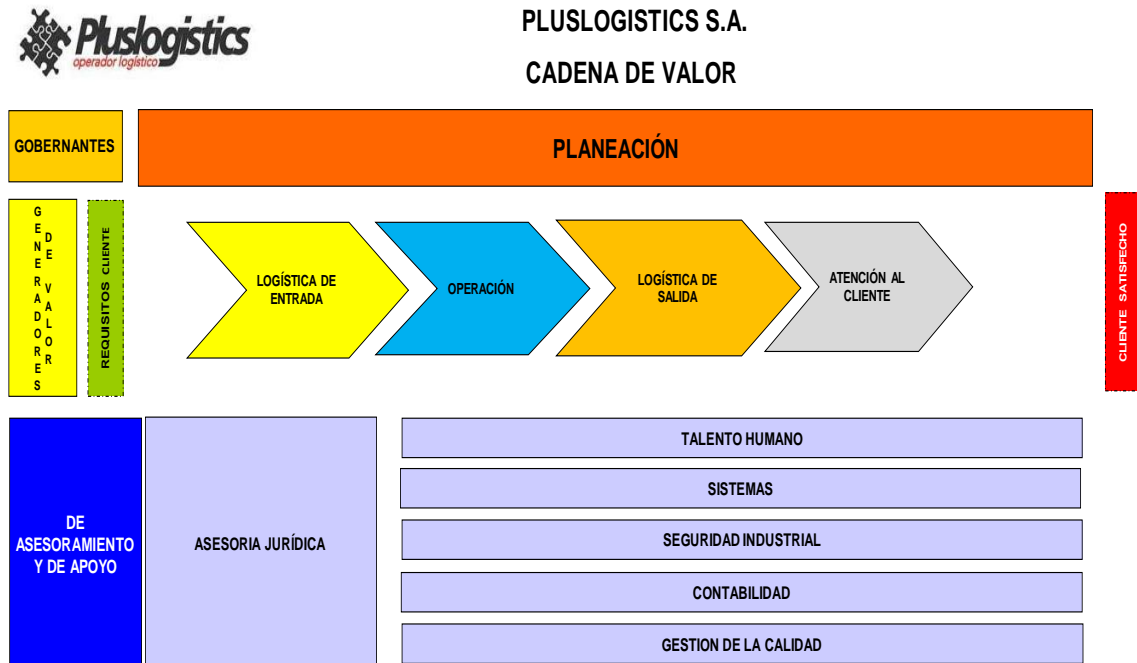 Pluslogistics
operador logístico
PLUSLOGISTICS S.A.
CADENA DE VALOR
GOBERNANTES
PLANEACIÓN
GENERADORES
DE VALOR
REQUISITOS CLIENTE
LOGÍSTICA DE
ENTRADA
OPERACIÓN
LOGÍSTICA DE
SALIDA
ATENCIÓN AL
CLIENTE
CLIENTE SATISFECHO
DE
ASESORAMIENTO
Y DE APOYO
ASESORIA JURÍDICA
TALENTO HUMANO
SISTEMAS
SEGURIDAD INDUSTRIAL
CONTABILIDAD
GESTION DE LA CALIDAD